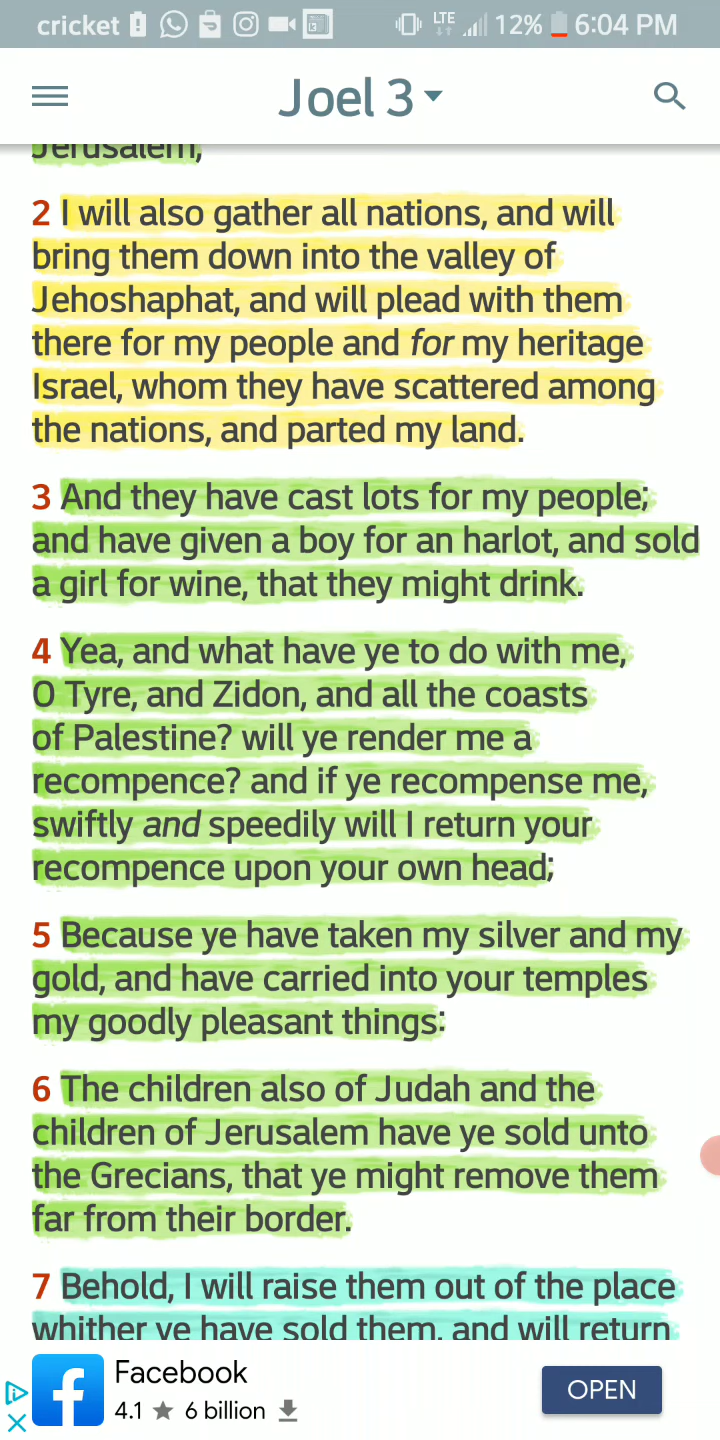 cricket LTE 12% 6:04 PM
Joel 3
Jerusalem,
2 I will also gather all nations, and will
bring them down into the valley of
Jehoshaphat, and will plead with them
there for my people and for my heritage
Israel, whom they have scattered among
the nations, and parted my land.
3 And they have cast lots for my people;
and have given a boy for an harlot, and sold
a girl for wine, that they might drink.
4 Yea, and what have ye to do with me,
O Tyre, and Zidon, and all the coasts
of Palestine? will ye render me a
recompence? and if ye recompense me,
swiftly and speedily will I return your
recompence upon your own head;
5 Because ye have taken my silver and my
gold, and have carried into your temples
my goodly pleasant things:
6 The children also of Judah and the
children of Jerusalem have ye sold unto
the Grecians, that ye might remove them
far from their border.
7 Behold, I will raise them out of the place
whither ye have sold them, and will return
Facebook
4.1 ★ 6 billion
OPEN